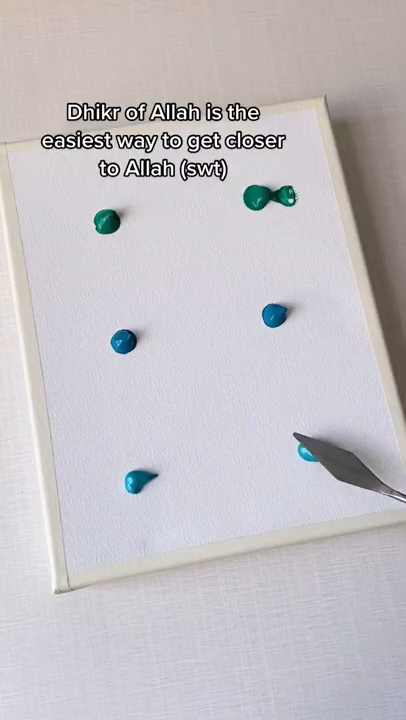 Dhikr of Allah is the
easiest way to get closer
to Allah (swt)